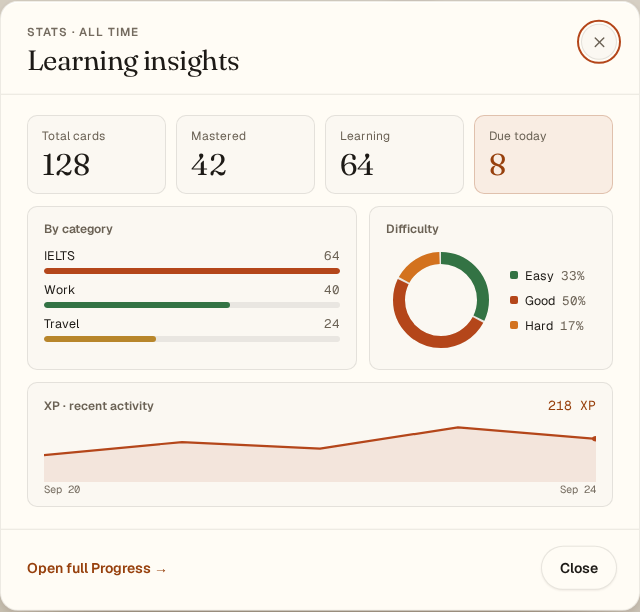 STATS · ALL TIME
Learning insights
Total cards
128
Mastered
42
Learning
64
Due today
8
By category
IELTS 64
Work 40
Travel 24
Difficulty
Easy 33%
Good 50%
Hard 17%
XP · recent activity
218 XP
Sep 20
Sep 24
Open full Progress →
Close